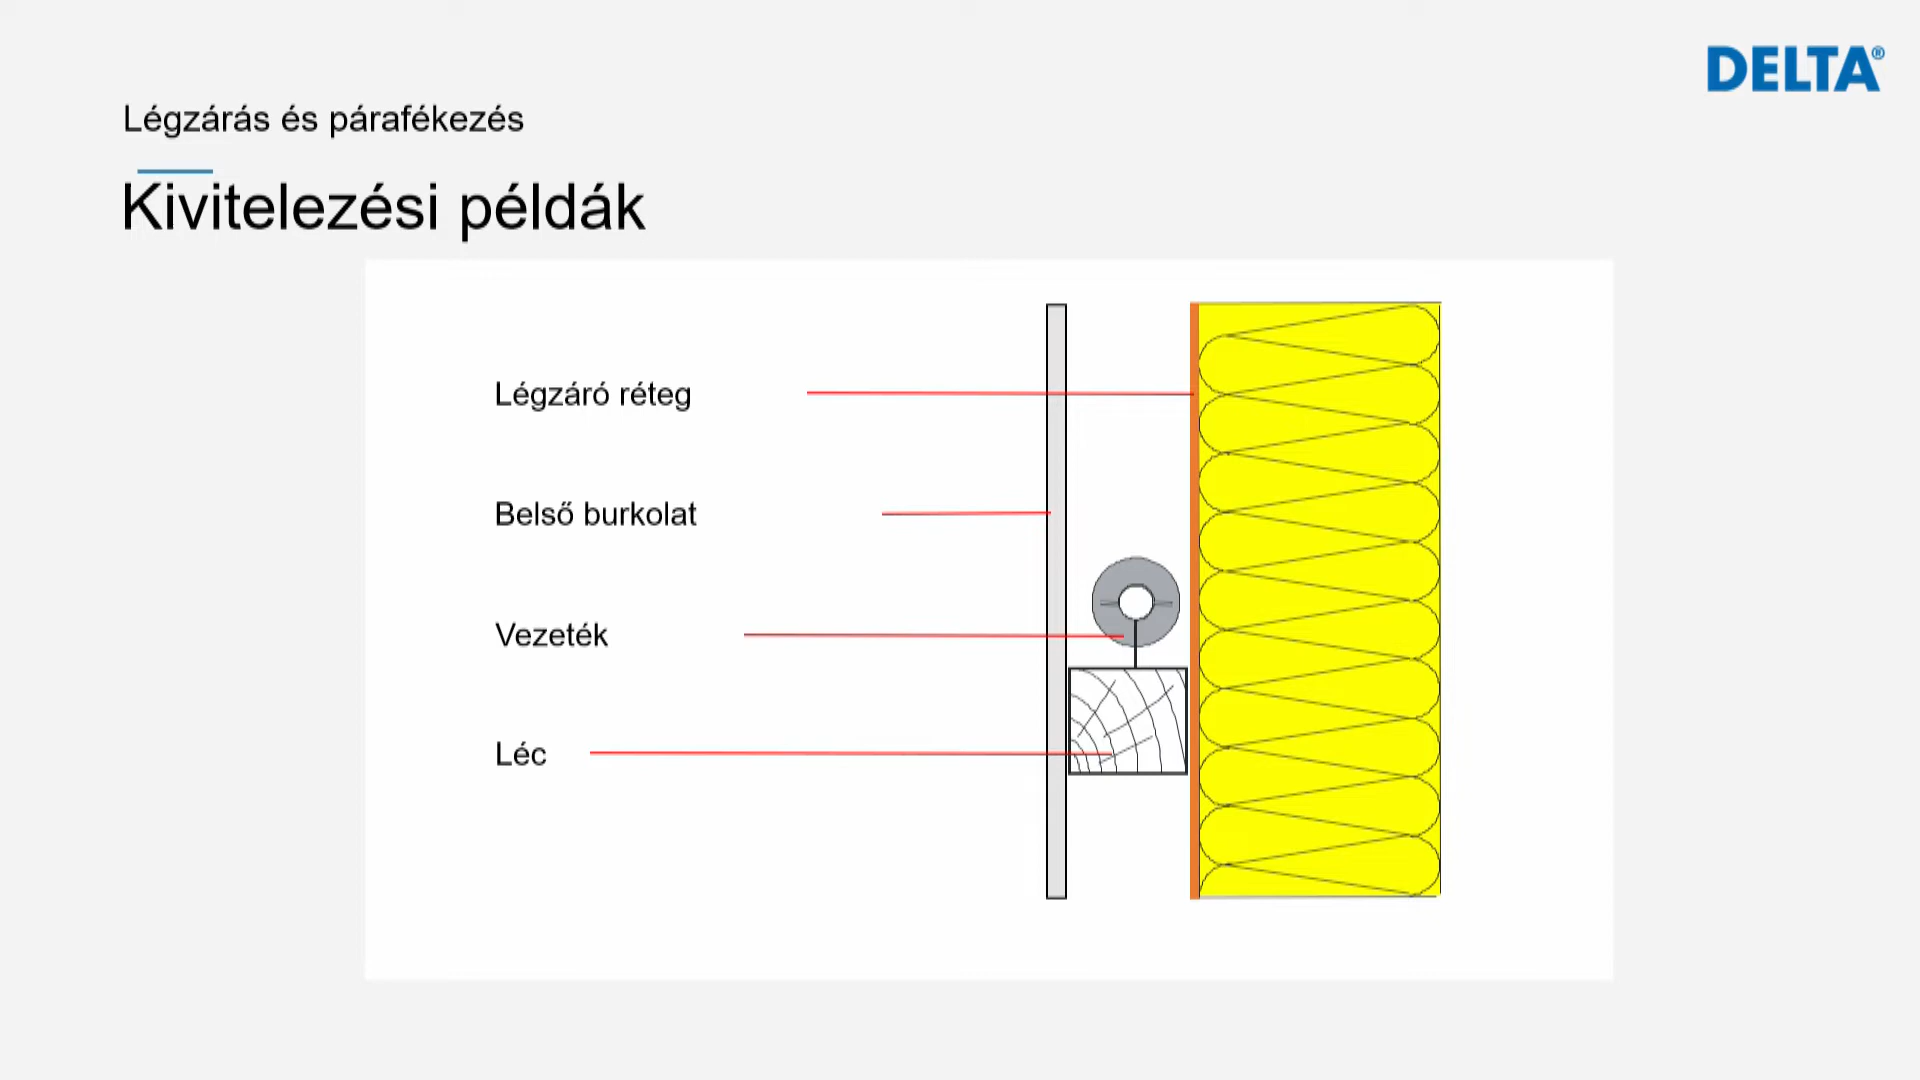 DELTA®
Légzárás és párafékezés
Kivitelezési példák
Légzáró réteg
Belső burkolat
Vezeték
Léc